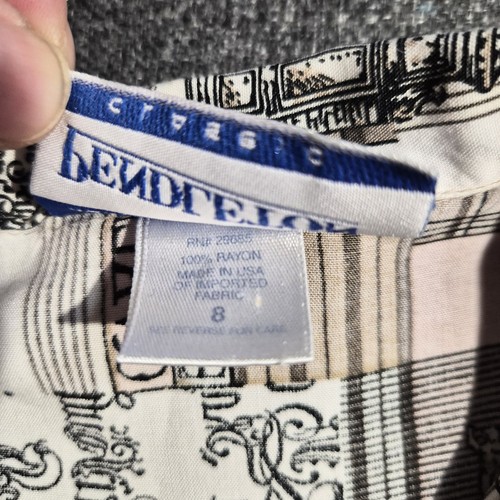 classic
PENDLETON
RN# 29685
100% RAYON
MADE IN USA
OF IMPORTED
FABRIC
8
SEE REVERSE FOR CARE